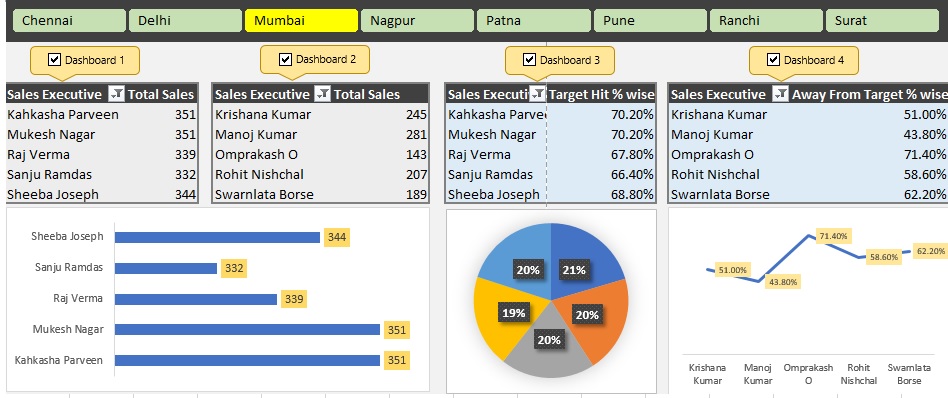 Chennai Delhi Mumbai Nagpur Patna Pune Ranchi Surat
Dashboard 1 Dashboard 2 Dashboard 3 Dashboard 4
Sales Executive Total Sales
Kahkasha Parveen 351
Mukesh Nagar 351
Raj Verma 339
Sanju Ramdas 332
Sheeba Joseph 344
Sales Executive Total Sales
Krishana Kumar 245
Manoj Kumar 281
Omprakash O 143
Rohit Nishchal 207
Swarnlata Borse 189
Sales Executi Target Hit % wise
Kahkasha Parvee 70.20%
Mukesh Nagar 70.20%
Raj Verma 67.80%
Sanju Ramdas 66.40%
Sheeba Joseph 68.80%
Sales Executive Away From Target % wise
Krishana Kumar 51.00%
Manoj Kumar 43.80%
Omprakash O 71.40%
Rohit Nishchal 58.60%
Swarnlata Borse 62.20%
Sheeba Joseph 344
Sanju Ramdas 332
Raj Verma 339
Mukesh Nagar 351
Kahkasha Parveen 351
20% 21%
19% 20%
20%
71.40%
62.20%
58.60%
51.00%
43.80%
Krishana Manoj Omprakash Rohit Swarnlata
Kumar Kumar O Nishchal Borse